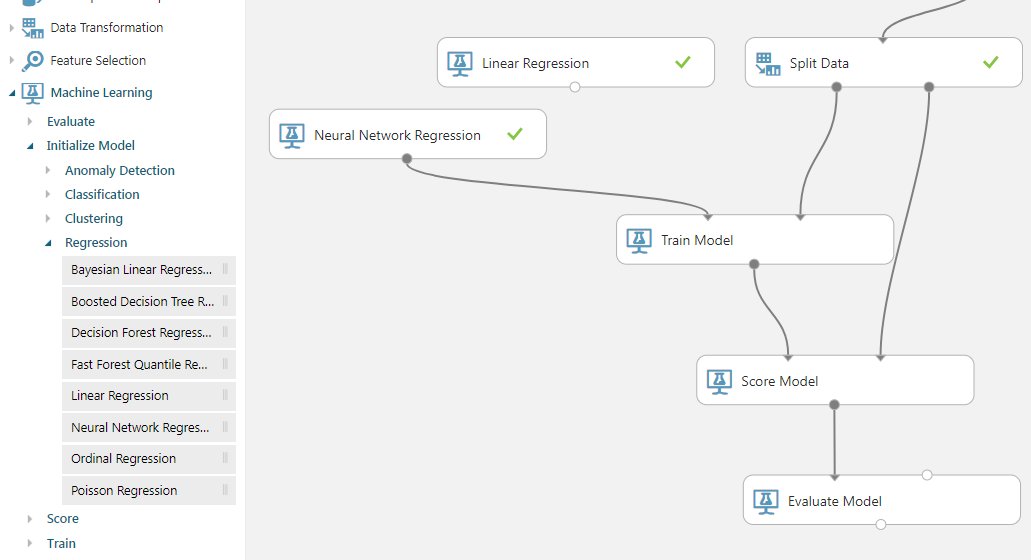 Data Transformation
Feature Selection
Machine Learning
Evaluate
Initialize Model
Anomaly Detection
Classification
Clustering
Regression
Bayesian Linear Regress...
Boosted Decision Tree R...
Decision Forest Regress...
Fast Forest Quantile Re...
Linear Regression
Neural Network Regres...
Ordinal Regression
Poisson Regression
Score
Train
Linear Regression
Split Data
Neural Network Regression
Train Model
Score Model
Evaluate Model